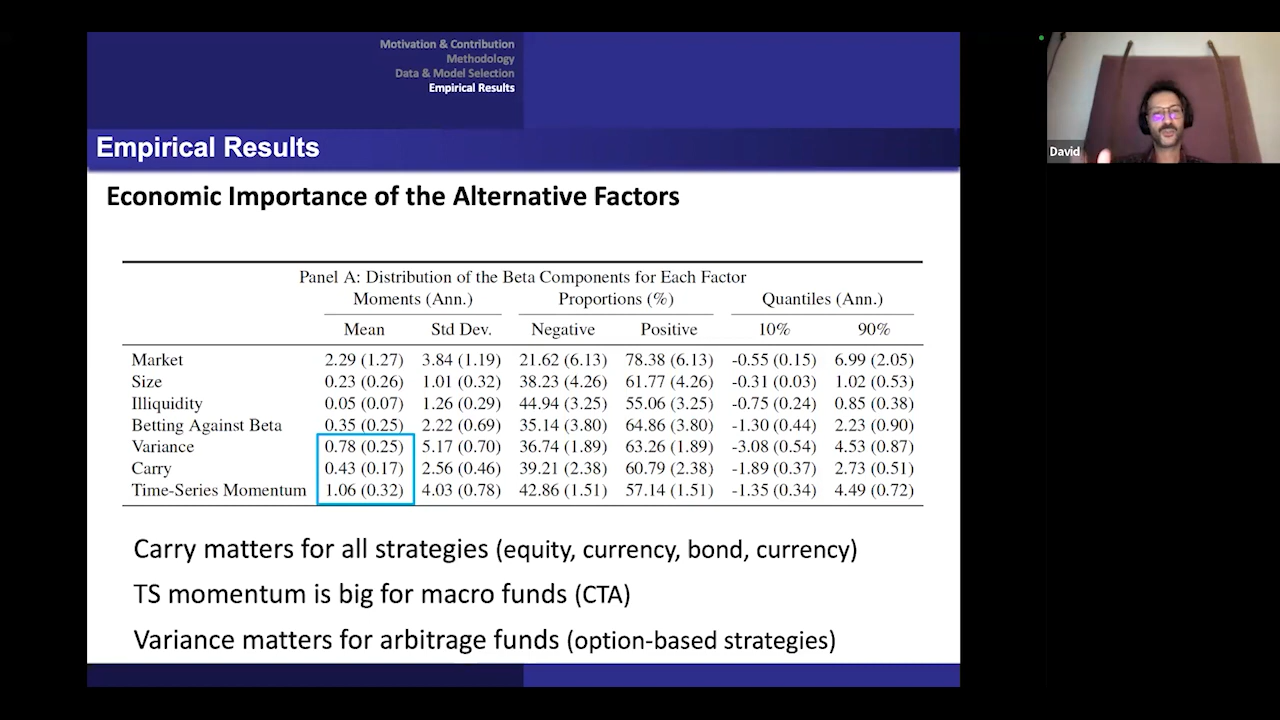 Motivation & Contribution
Methodology
Data & Model Selection
Empirical Results
Empirical Results
Economic Importance of the Alternative Factors
Panel A: Distribution of the Beta Components for Each Factor
Moments (Ann.) Proportions (%) Quantiles (Ann.)
Mean Std Dev. Negative Positive 10% 90%
Market 2.29 (1.27) 3.84 (1.19) 21.62 (6.13) 78.38 (6.13) -0.55 (0.15) 6.99 (2.05)
Size 0.23 (0.26) 1.01 (0.32) 38.23 (4.26) 61.77 (4.26) -0.31 (0.03) 1.02 (0.53)
Illiquidity 0.05 (0.07) 1.26 (0.29) 44.94 (3.25) 55.06 (3.25) -0.75 (0.24) 0.85 (0.38)
Betting Against Beta 0.35 (0.25) 2.22 (0.69) 35.14 (3.80) 64.86 (3.80) -1.30 (0.44) 2.23 (0.90)
Variance 0.78 (0.25) 5.17 (0.70) 36.74 (1.89) 63.26 (1.89) -3.08 (0.54) 4.53 (0.87)
Carry 0.43 (0.17) 2.56 (0.46) 39.21 (2.38) 60.79 (2.38) -1.89 (0.37) 2.73 (0.51)
Time-Series Momentum 1.06 (0.32) 4.03 (0.78) 42.86 (1.51) 57.14 (1.51) -1.35 (0.34) 4.49 (0.72)
Carry matters for all strategies (equity, currency, bond, currency)
TS momentum is big for macro funds (CTA)
Variance matters for arbitrage funds (option-based strategies)
David